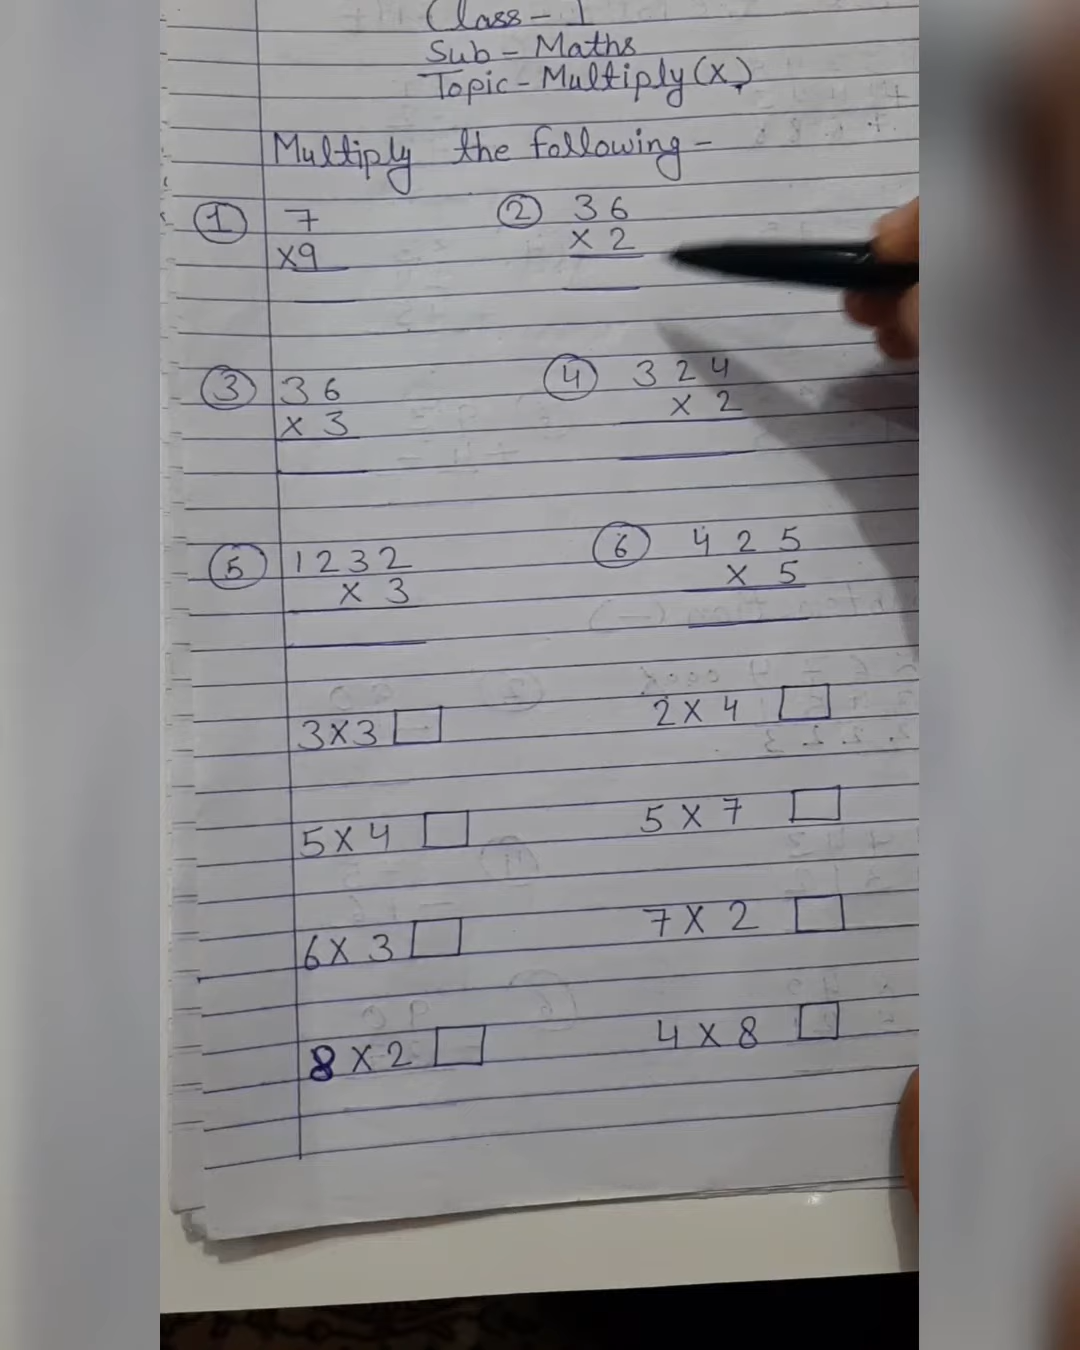 Class - 1
Sub - Maths
Topic - Multiply (x)
Multiply the following -
① 7 ② 36
x9 x 2
③ 36 ④ 324
x 3 x 2
⑤ 1232 ⑥ 425
x 3 x 5
3x3 2x4
5x4 5x7
6x3 7x2
8x2 4x8